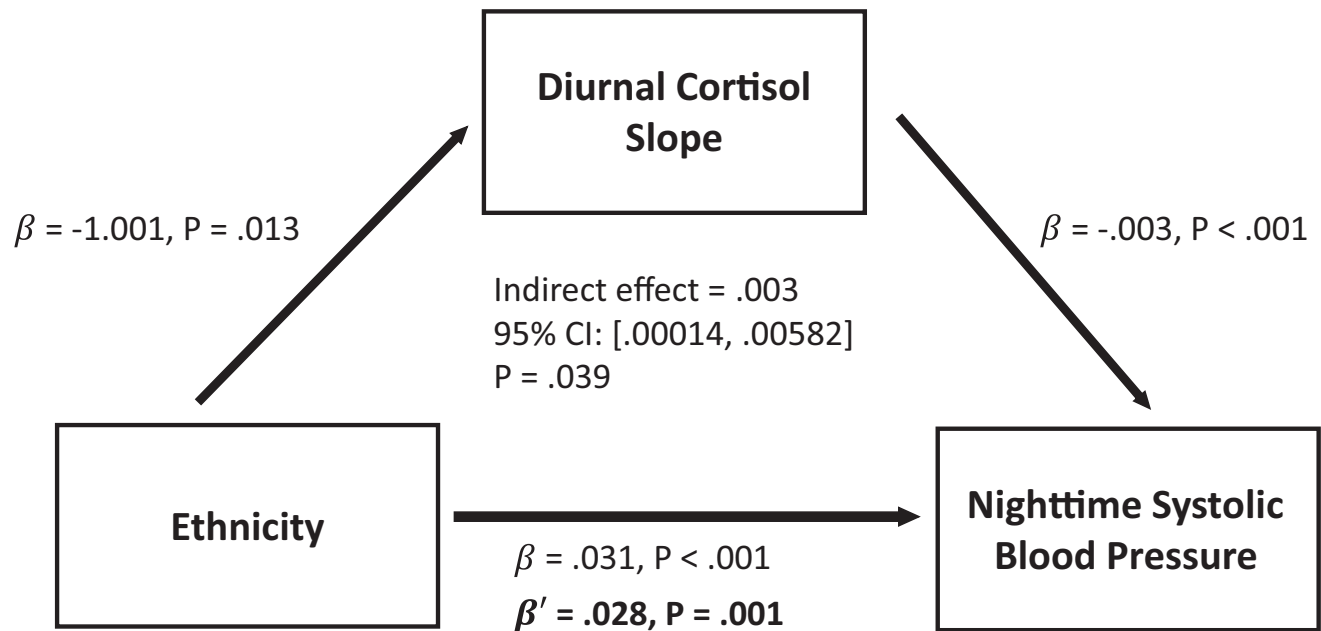 Diurnal Cortisol
Slope
β = -1.001, P = .013
β = -.003, P < .001
Indirect effect = .003
95% CI: [.00014, .00582]
P = .039
Ethnicity
Nighttime Systolic
Blood Pressure
β = .031, P < .001
β′ = .028, P = .001